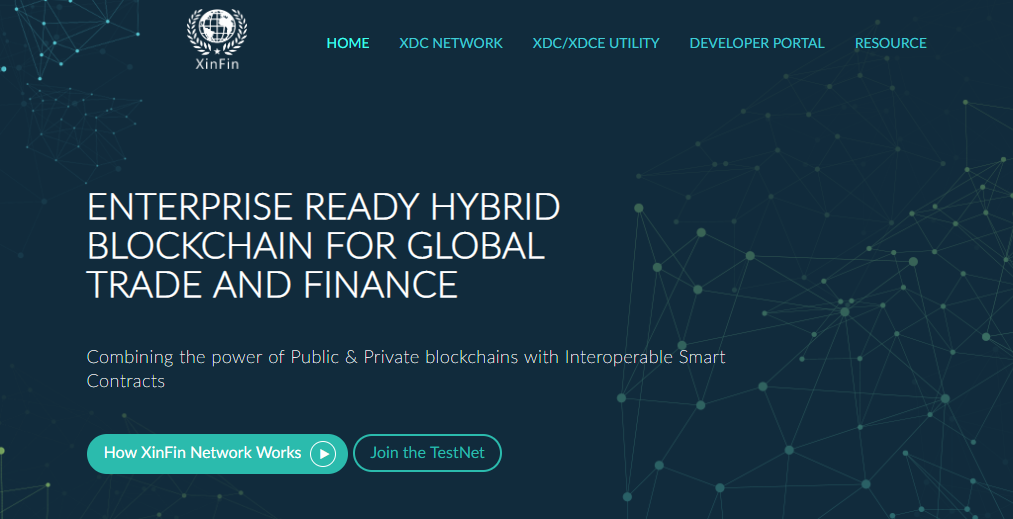 XinFin
HOME XDC NETWORK XDC/XDCE UTILITY DEVELOPER PORTAL RESOURCE
ENTERPRISE READY HYBRID
BLOCKCHAIN FOR GLOBAL
TRADE AND FINANCE
Combining the power of Public & Private blockchains with Interoperable Smart
Contracts
How XinFin Network Works Join the TestNet